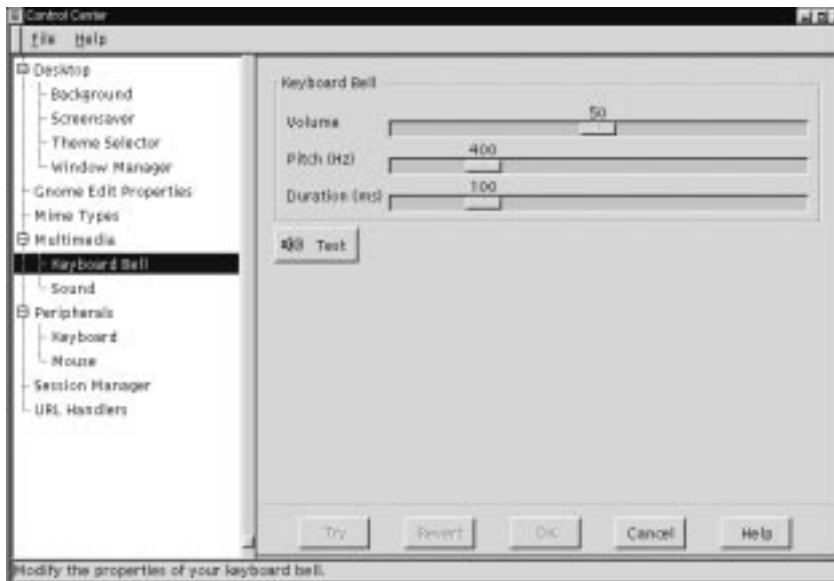 Control Center
File Help
Desktop
Background
Screensaver
Theme Selector
Window Manager
Gnome Edit Properties
Mime Types
Multimedia
Keyboard Bell
Sound
Peripherals
Keyboard
Mouse
Session Manager
URL Handlers
Keyboard Bell
Volume 50
Pitch (Hz) 400
Duration (ms) 100
Test
Try Revert OK Cancel Help
Modify the properties of your keyboard bell.